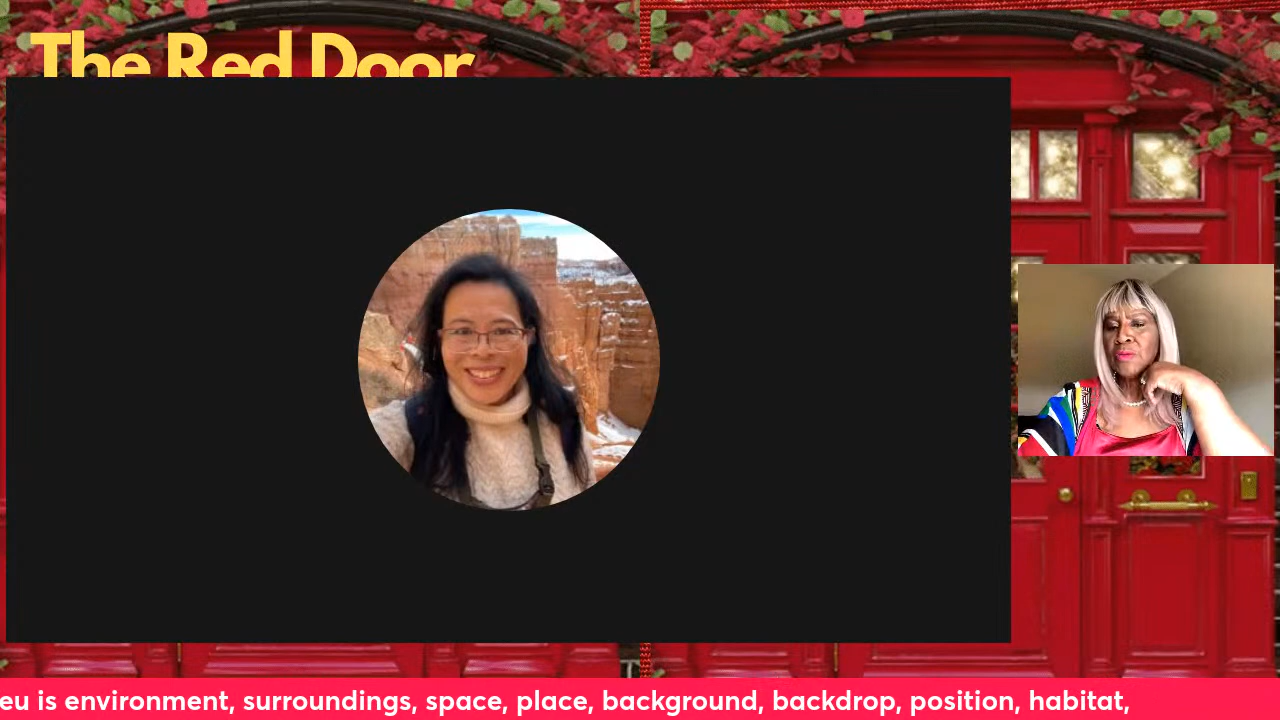 The Red Door
eu is environment, surroundings, space, place, background, backdrop, position, habitat,